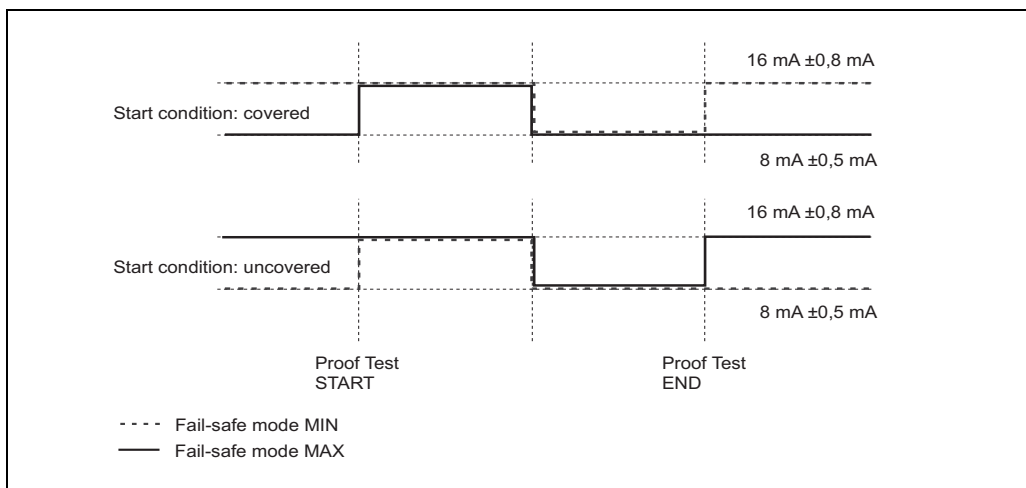 16 mA ±0,8 mA
Start condition: covered
8 mA ±0,5 mA
16 mA ±0,8 mA
Start condition: uncovered
8 mA ±0,5 mA
Proof Test
START
Proof Test
END
Fail-safe mode MIN
Fail-safe mode MAX